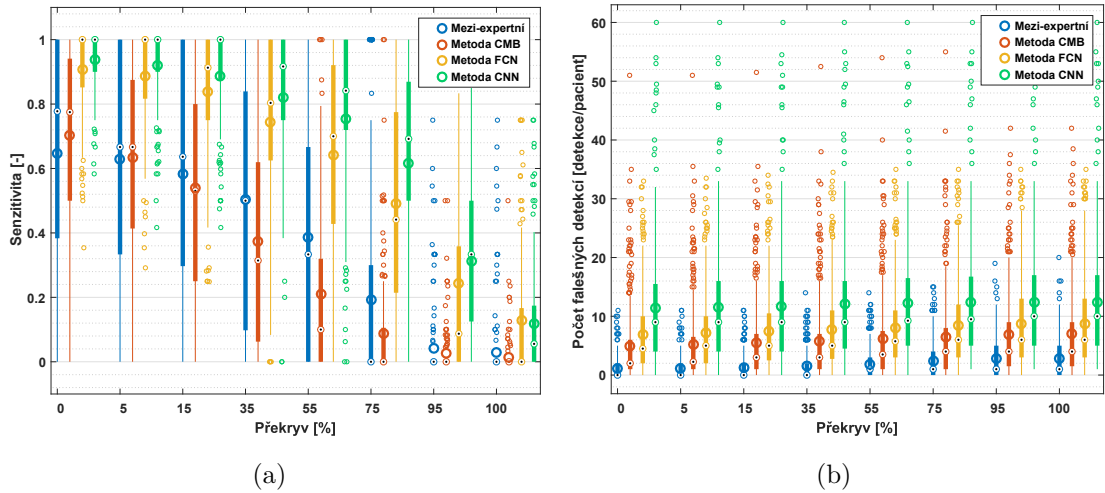 1
0.8
0.6
0.4
0.2
0
Senzitivita [-]
0 5 15 35 55 75 95 100
Překryv [%]
Mezi-expertní
Metoda CMB
Metoda FCN
Metoda CNN
(a)
60
50
40
30
20
10
0
Počet falešných detekcí [detekce/pacient]
0 5 15 35 55 75 95 100
Překryv [%]
Mezi-expertní
Metoda CMB
Metoda FCN
Metoda CNN
(b)